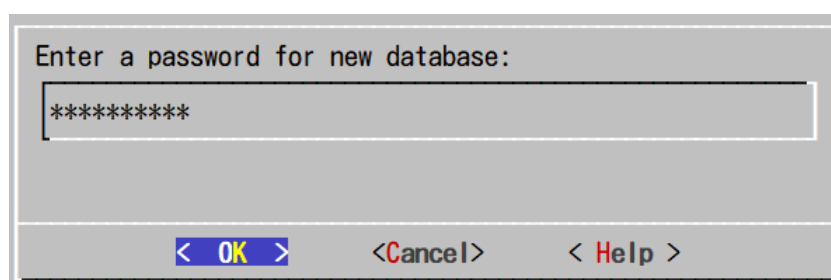 Enter a password for new database:
**********
< OK > <Cancel> < Help >